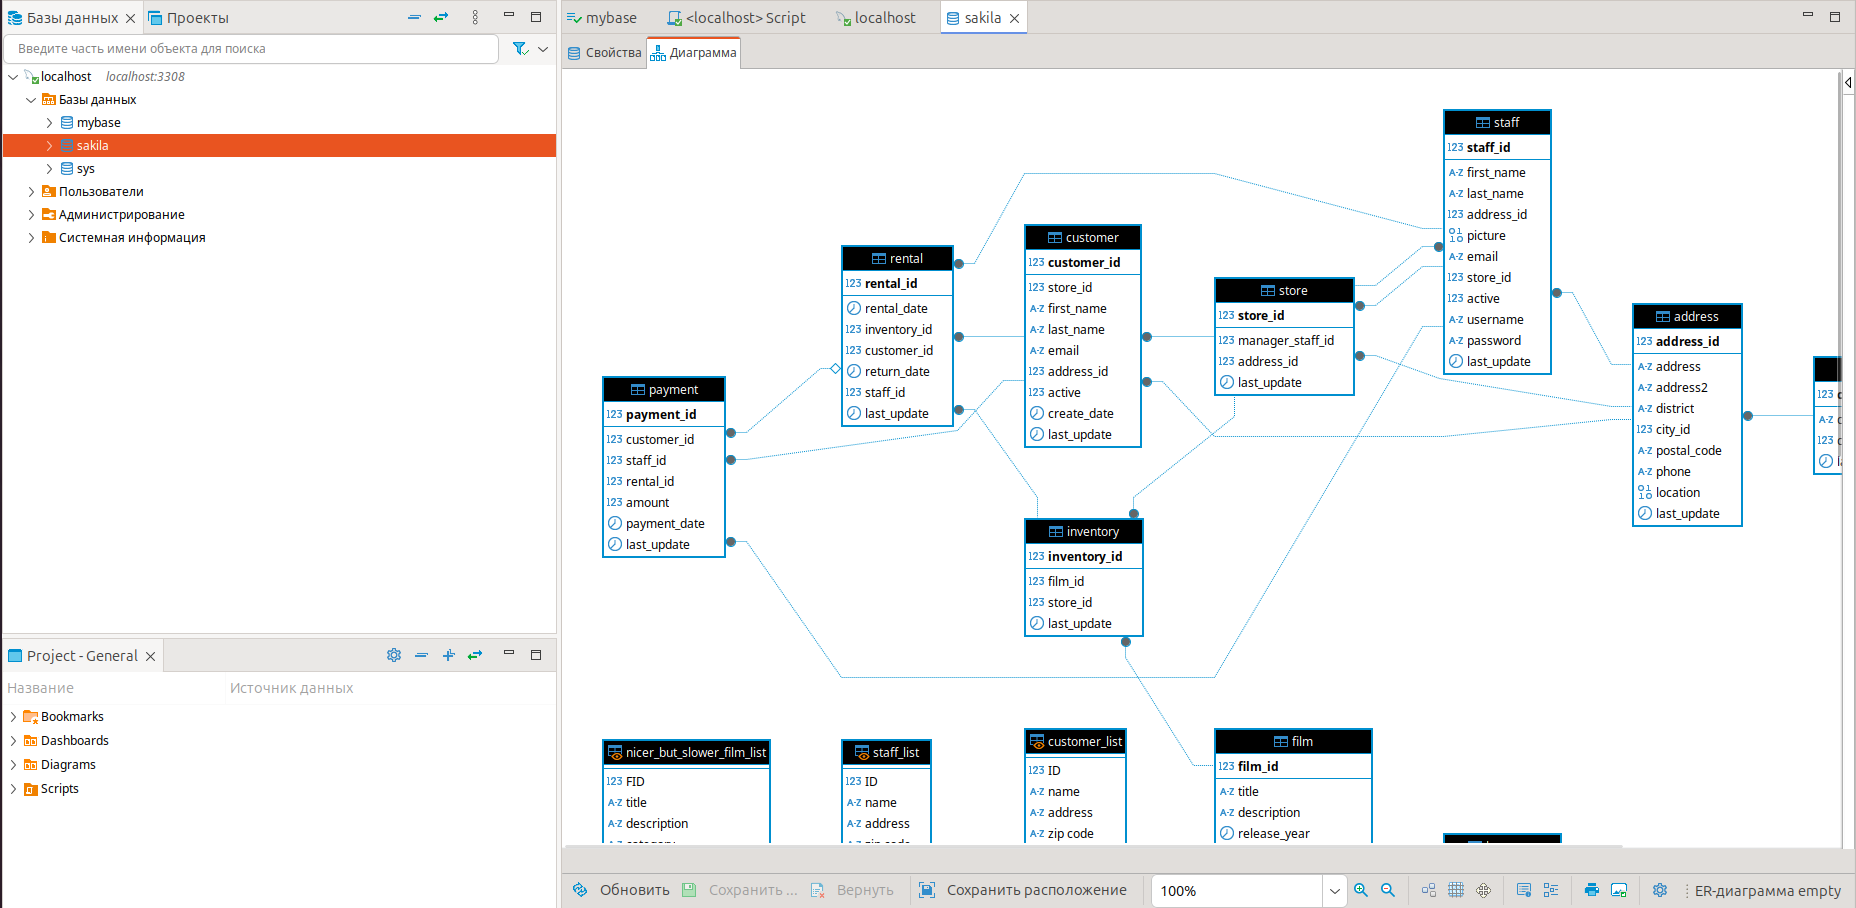 Базы данных
Проекты
Введите часть имени объекта для поиска
localhost localhost:3308
Базы данных
mybase
sakila
sys
Пользователи
Администрирование
Системная информация
Project - General
Название Источник данных
Bookmarks
Dashboards
Diagrams
Scripts
mybase
<localhost> Script
localhost
sakila
Свойства
Диаграмма
staff
123 staff_id
A-Z first_name
A-Z last_name
123 address_id
picture
A-Z email
123 store_id
123 active
A-Z username
A-Z password
last_update
customer
123 customer_id
123 store_id
A-Z first_name
A-Z last_name
A-Z email
123 address_id
123 active
create_date
last_update
rental
123 rental_id
rental_date
123 inventory_id
123 customer_id
return_date
123 staff_id
last_update
store
123 store_id
123 manager_staff_id
123 address_id
last_update
address
123 address_id
A-Z address
A-Z address2
A-Z district
123 city_id
A-Z postal_code
A-Z phone
location
last_update
payment
123 payment_id
123 customer_id
123 staff_id
123 rental_id
123 amount
payment_date
last_update
inventory
123 inventory_id
123 film_id
123 store_id
last_update
nicer_but_slower_film_list
123 FID
A-Z title
A-Z description
staff_list
123 ID
A-Z name
A-Z address
customer_list
123 ID
A-Z name
A-Z address
A-Z zip code
film
123 film_id
A-Z title
A-Z description
release_year
Обновить
Сохранить ...
Вернуть
Сохранить расположение
100%
ER-диаграмма empty